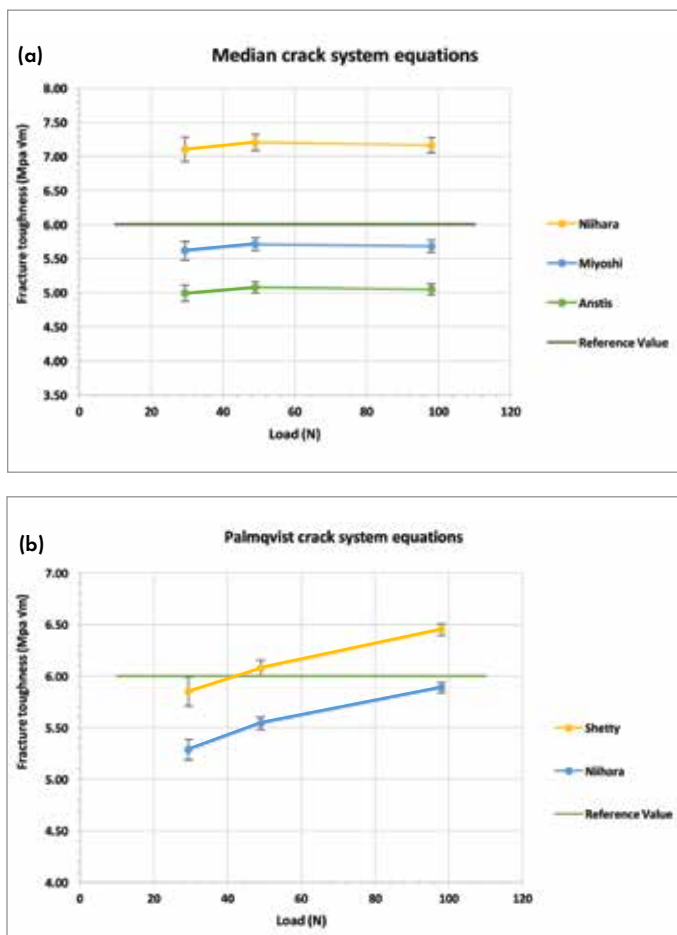 (a)
Median crack system equations
Fracture toughness (Mpa √m)
8.00
7.50
7.00
6.50
6.00
5.50
5.00
4.50
4.00
3.50
0 20 40 60 80 100 120
Load (N)
Niihara
Miyoshi
Anstis
Reference Value
(b)
Palmqvist crack system equations
Fracture toughness (Mpa √m)
7.00
6.50
6.00
5.50
5.00
4.50
4.00
0 20 40 60 80 100 120
Load (N)
Shetty
Niihara
Reference Value